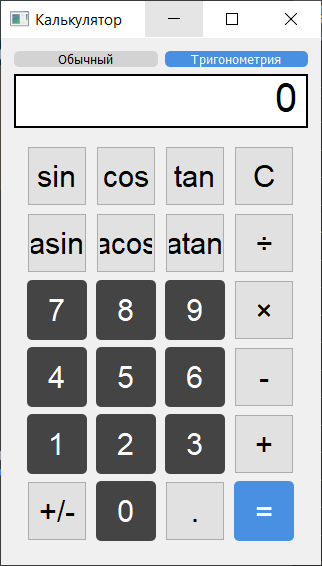 Калькулятор
Обычный Тригонометрия
0
sin cos tan C
asin acos atan ÷
7 8 9 ×
4 5 6 -
1 2 3 +
+/- 0 . =